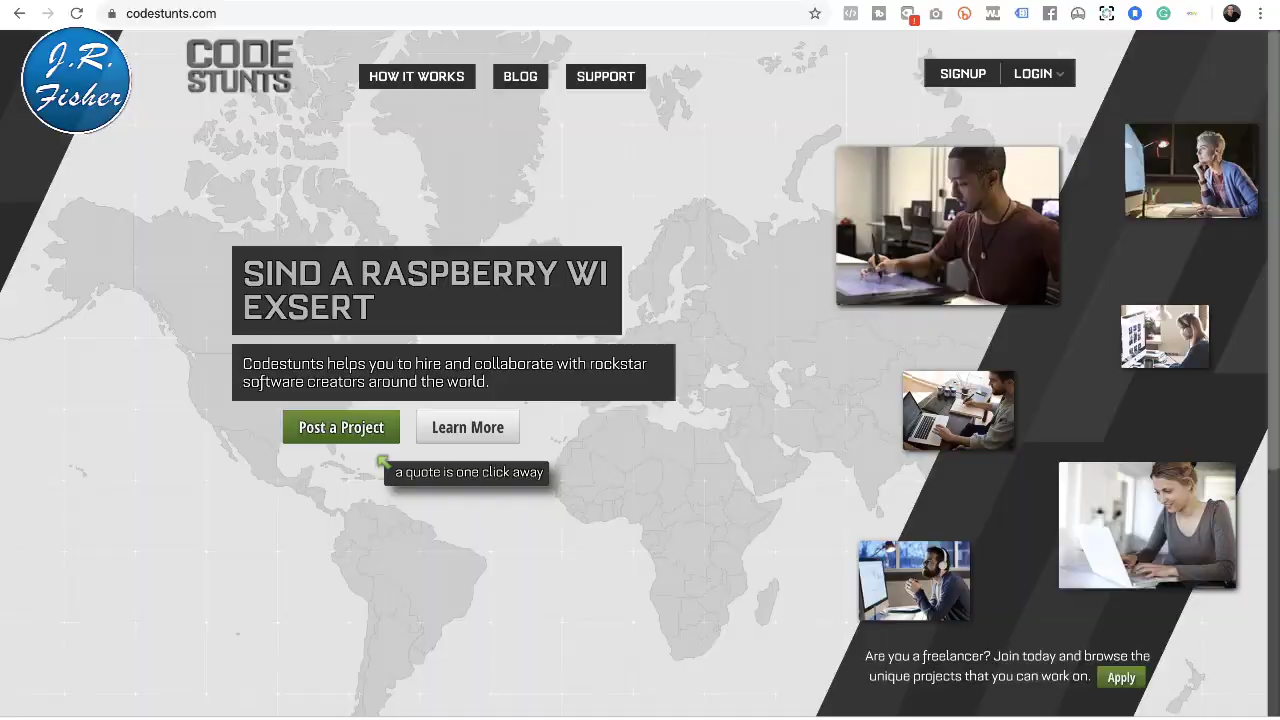 codestunts.com
J.R.
Fisher
CODE
STUNTS
HOW IT WORKS
BLOG
SUPPORT
SIGNUP
LOGIN
SIND A RASPBERRY WI
EXSERT
Codestunts helps you to hire and collaborate with rockstar
software creators around the world.
Post a Project
Learn More
a quote is one click away
Are you a freelancer? Join today and browse the
unique projects that you can work on.
Apply